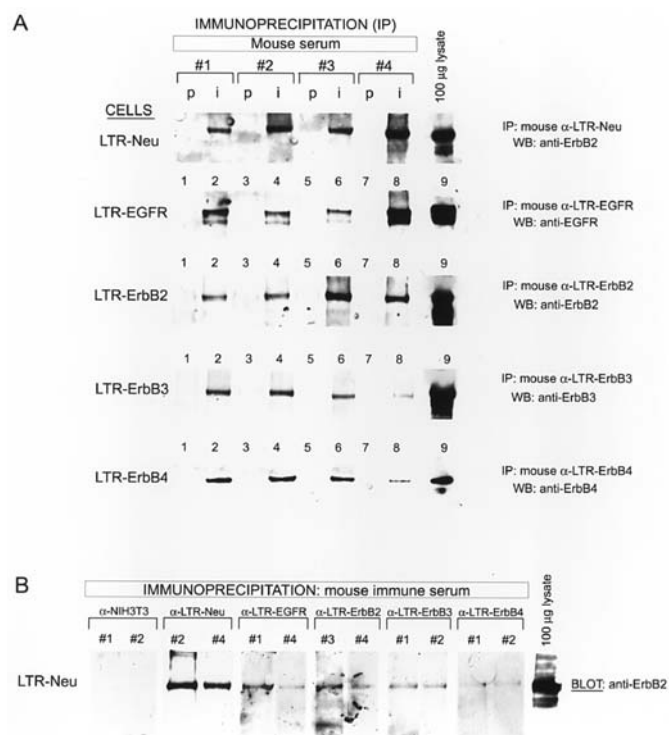 A
IMMUNOPRECIPITATION (IP)
Mouse serum
#1 #2 #3 #4
100 µg lysate
CELLS
p i p i p i p i
LTR-Neu
IP: mouse α-LTR-Neu
WB: anti-ErbB2
1 2 3 4 5 6 7 8 9
LTR-EGFR
IP: mouse α-LTR-EGFR
WB: anti-EGFR
1 2 3 4 5 6 7 8 9
LTR-ErbB2
IP: mouse α-LTR-ErbB2
WB: anti-ErbB2
1 2 3 4 5 6 7 8 9
LTR-ErbB3
IP: mouse α-LTR-ErbB3
WB: anti-ErbB3
1 2 3 4 5 6 7 8 9
LTR-ErbB4
IP: mouse α-LTR-ErbB4
WB: anti-ErbB4
B
IMMUNOPRECIPITATION: mouse immune serum
100 µg lysate
α-NIH3T3 α-LTR-Neu α-LTR-EGFR α-LTR-ErbB2 α-LTR-ErbB3 α-LTR-ErbB4
#1 #2 #2 #4 #1 #4 #3 #4 #1 #2 #1 #2
LTR-Neu
BLOT: anti-ErbB2